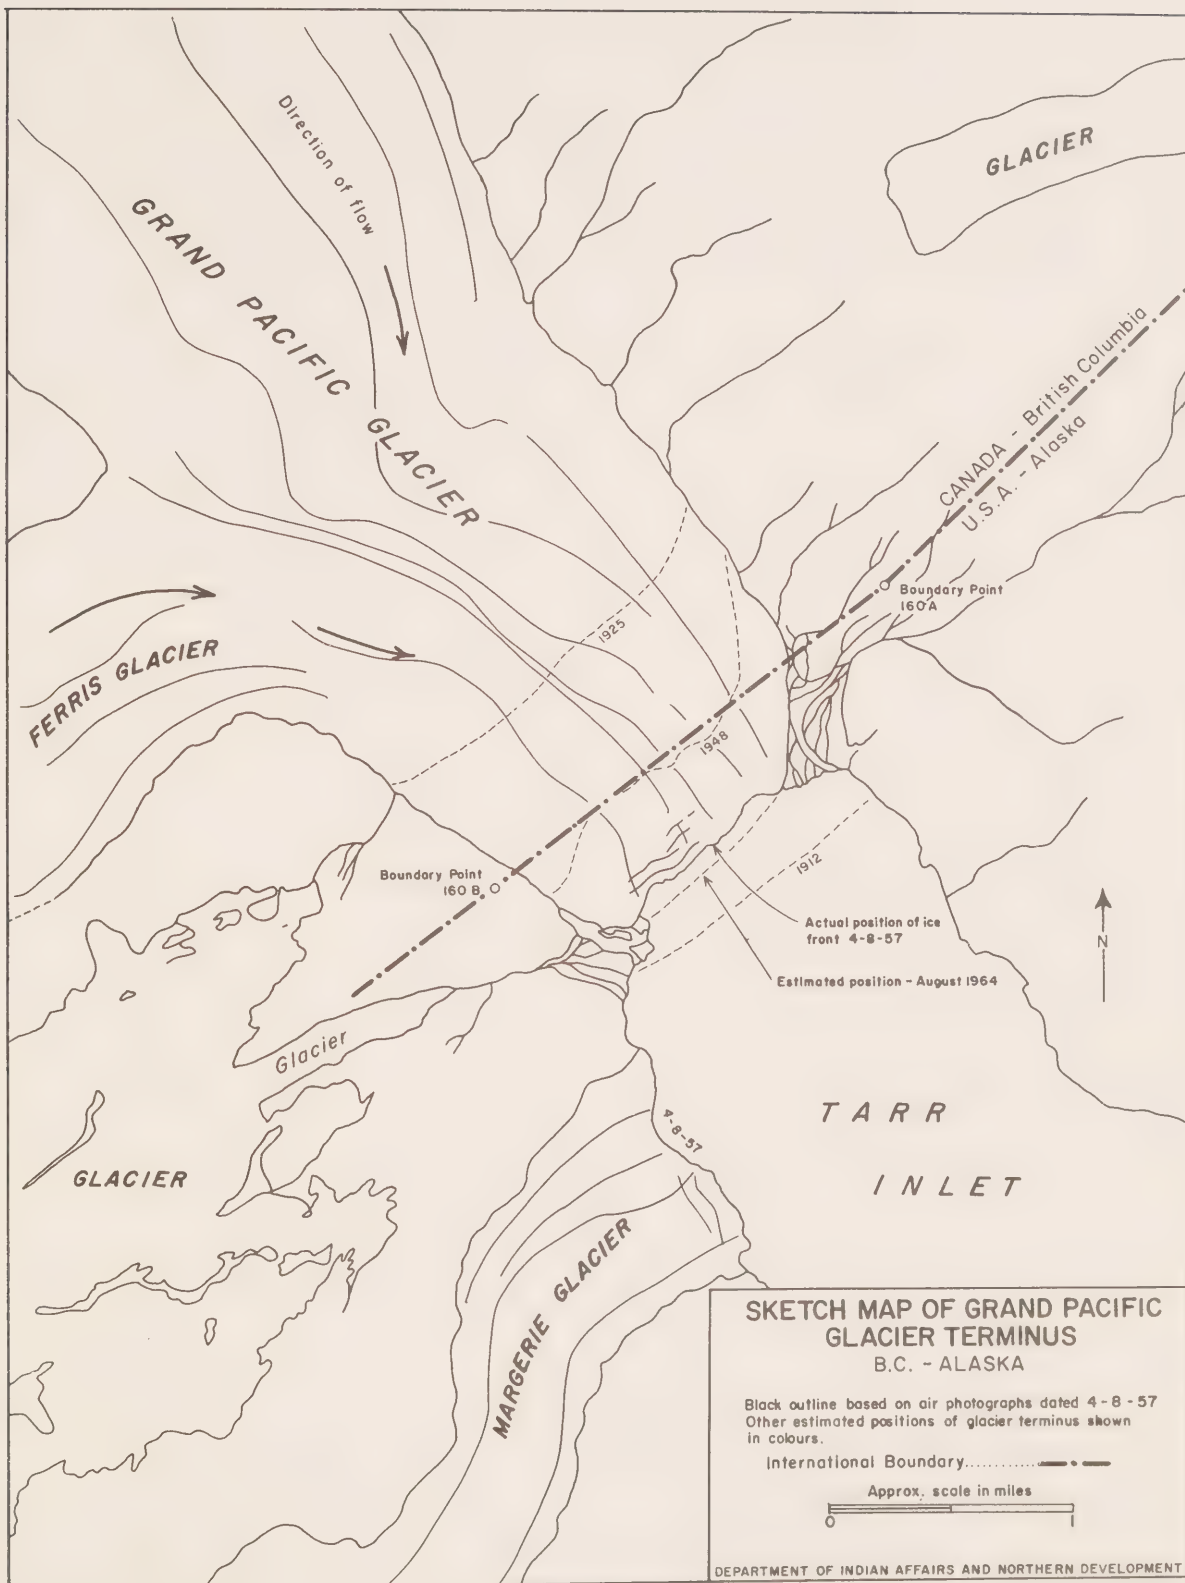 Direction of flow
GLACIER
GRAND PACIFIC GLACIER
CANADA - British Columbia
U.S.A. - Alaska
Boundary Point
160A
1925
FERRIS GLACIER
1948
1912
Boundary Point
160 B
Actual position of ice
front 4-8-57
Estimated position - August 1964
N
Glacier
TARR
INLET
4-8-57
GLACIER
MARGERIE GLACIER
SKETCH MAP OF GRAND PACIFIC
GLACIER TERMINUS
B.C. - ALASKA
Black outline based on air photographs dated 4-8-57
Other estimated positions of glacier terminus shown
in colours.
International Boundary............
Approx. scale in miles
0 1
DEPARTMENT OF INDIAN AFFAIRS AND NORTHERN DEVELOPMENT